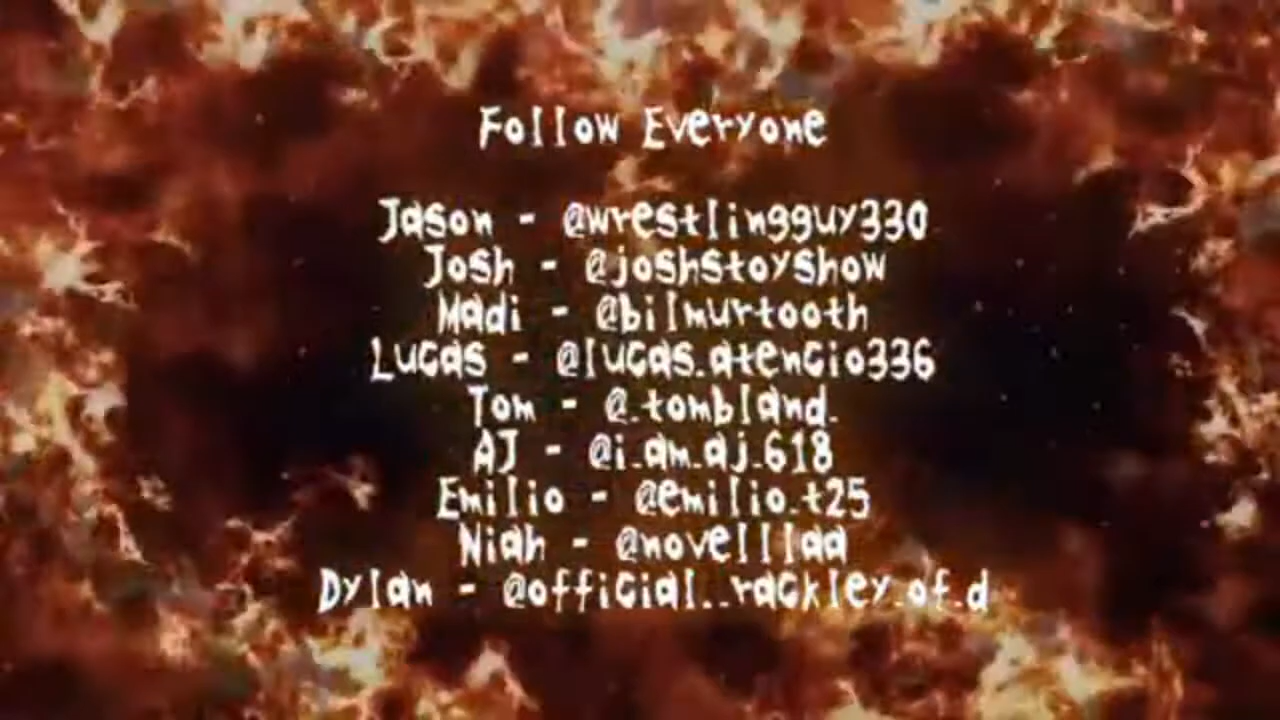 Follow Everyone
Jason - @wrestlingguy330
Josh - @joshstoyshow
Madi - @bilmurtooth
Lucas - @lucas.atencio336
Tom - @.tombland.
AJ - @i.am.aj.618
Emilio - @emilio.t25
Niah - @novelllaa
Dylan - @official..rackley.of.d